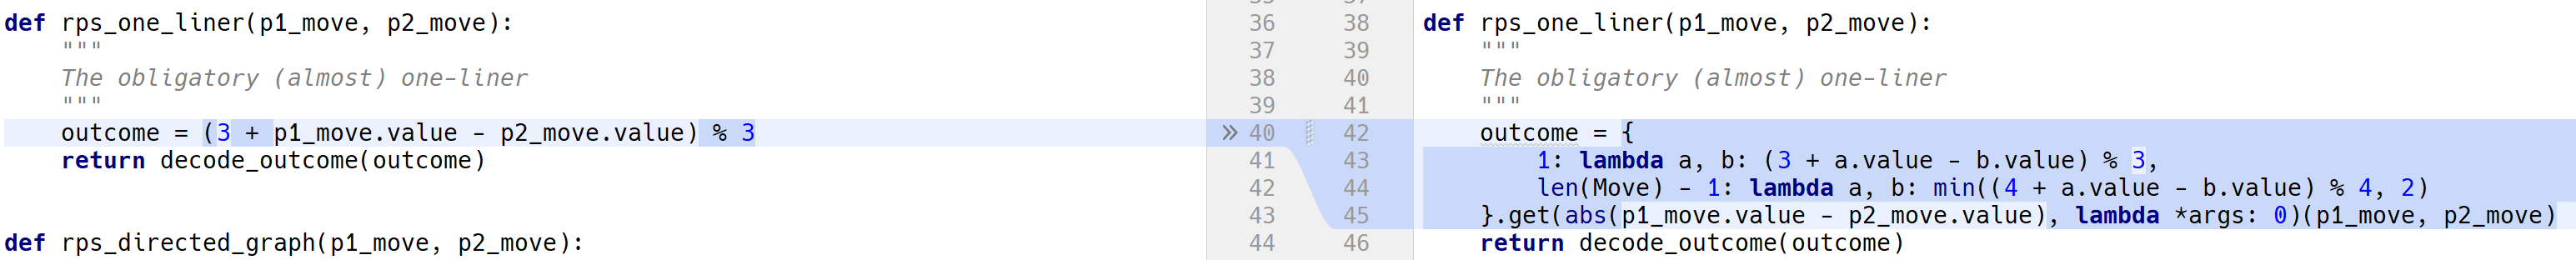 def rps_one_liner(p1_move, p2_move):
    """
    The obligatory (almost) one-liner
    """
    outcome = (3 + p1_move.value - p2_move.value) % 3
    return decode_outcome(outcome)
def rps_directed_graph(p1_move, p2_move):
36 38
37 39
38 40
39 41
» 40 42
41 43
42 44
43 45
44 46
def rps_one_liner(p1_move, p2_move):
    """
    The obligatory (almost) one-liner
    """
    outcome = {
        1: lambda a, b: (3 + a.value - b.value) % 3,
        len(Move) - 1: lambda a, b: min((4 + a.value - b.value) % 4, 2)
    }.get(abs(p1_move.value - p2_move.value), lambda *args: 0)(p1_move, p2_move)
    return decode_outcome(outcome)